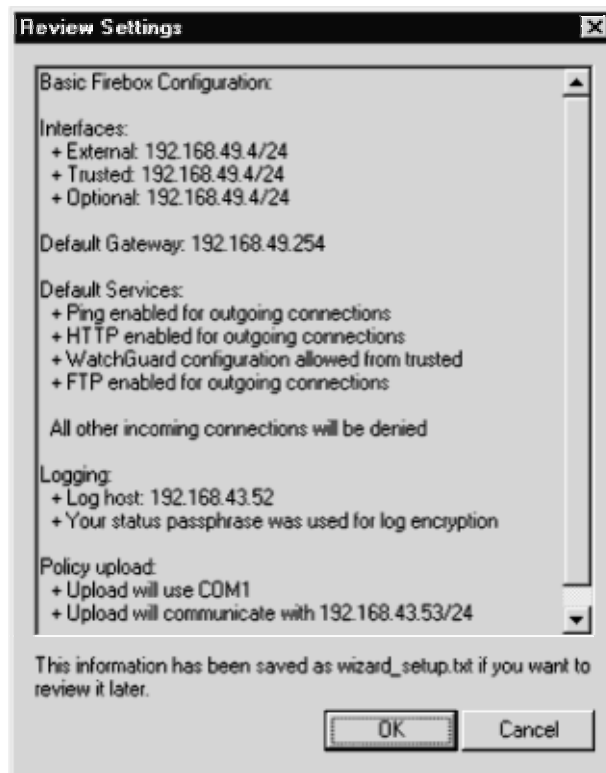 Review Settings
Basic Firebox Configuration:
Interfaces:
+ External: 192.168.49.4/24
+ Trusted: 192.168.49.4/24
+ Optional: 192.168.49.4/24
Default Gateway: 192.168.49.254
Default Services:
+ Ping enabled for outgoing connections
+ HTTP enabled for outgoing connections
+ WatchGuard configuration allowed from trusted
+ FTP enabled for outgoing connections
All other incoming connections will be denied
Logging:
+ Log host: 192.168.43.52
+ Your status passphrase was used for log encryption
Policy upload:
+ Upload will use COM1
+ Upload will communicate with 192.168.43.53/24
This information has been saved as wizard_setup.txt if you want to
review it later.
OK
Cancel